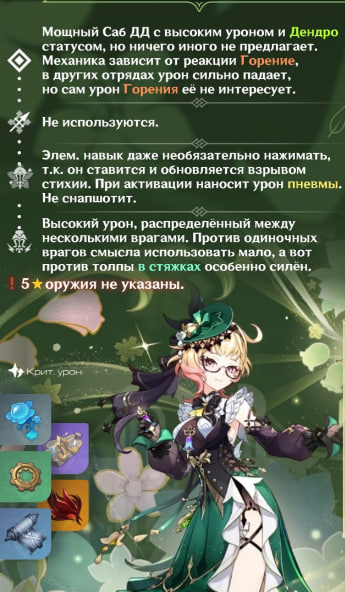 Мощный Саб ДД с высоким уроном и Дендро
статусом, но ничего иного не предлагает.
Механика зависит от реакции Горение,
в других отрядах урон сильно падает,
но сам урон Горения её не интересует.
Не используются.
Элем. навык даже необязательно нажимать,
т.к. он ставится и обновляется взрывом
стихии. При активации наносит урон пневмы.
Не снапшотит.
Высокий урон, распределённый между
несколькими врагами. Против одиночных
врагов смысла использовать мало, а вот
против толпы в стяжках особенно силён.
! 5★оружия не указаны.
Крит. урон